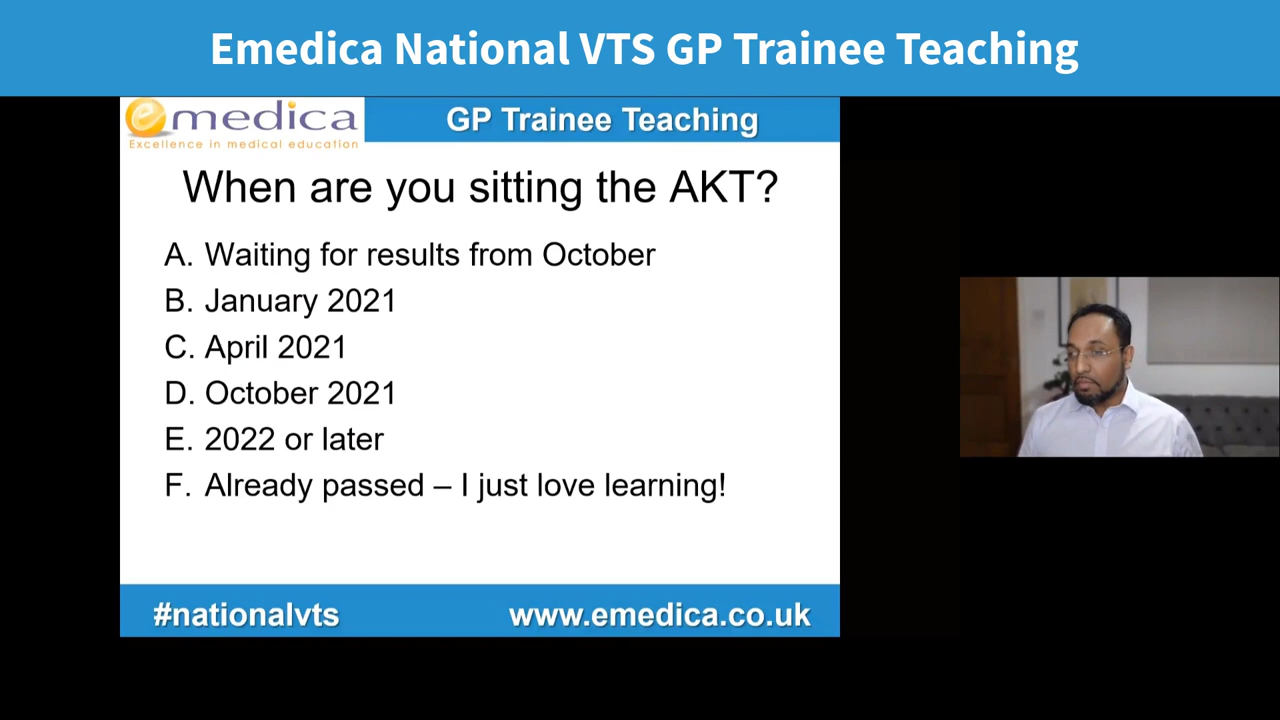 Emedica National VTS GP Trainee Teaching
emedica
Excellence in medical education
GP Trainee Teaching
When are you sitting the AKT?
A. Waiting for results from October
B. January 2021
C. April 2021
D. October 2021
E. 2022 or later
F. Already passed – I just love learning!
#nationalvts
www.emedica.co.uk